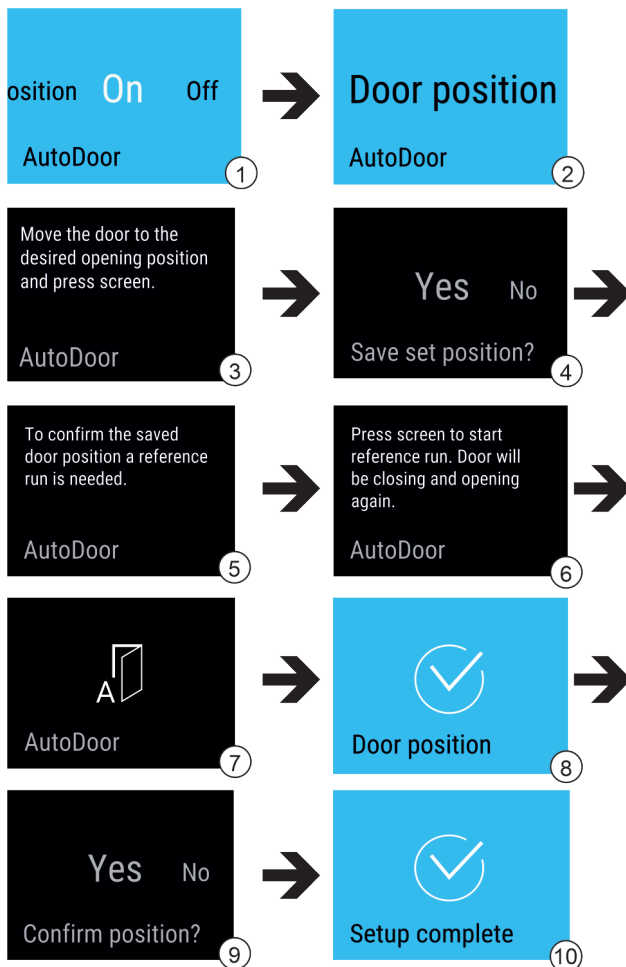 osition On Off
AutoDoor
1
Door position
AutoDoor
2
Move the door to the
desired opening position
and press screen.
AutoDoor
3
Yes No
Save set position?
4
To confirm the saved
door position a reference
run is needed.
AutoDoor
5
Press screen to start
reference run. Door will
be closing and opening
again.
AutoDoor
6
A
AutoDoor
7
Door position
8
Yes No
Confirm position?
9
Setup complete
10